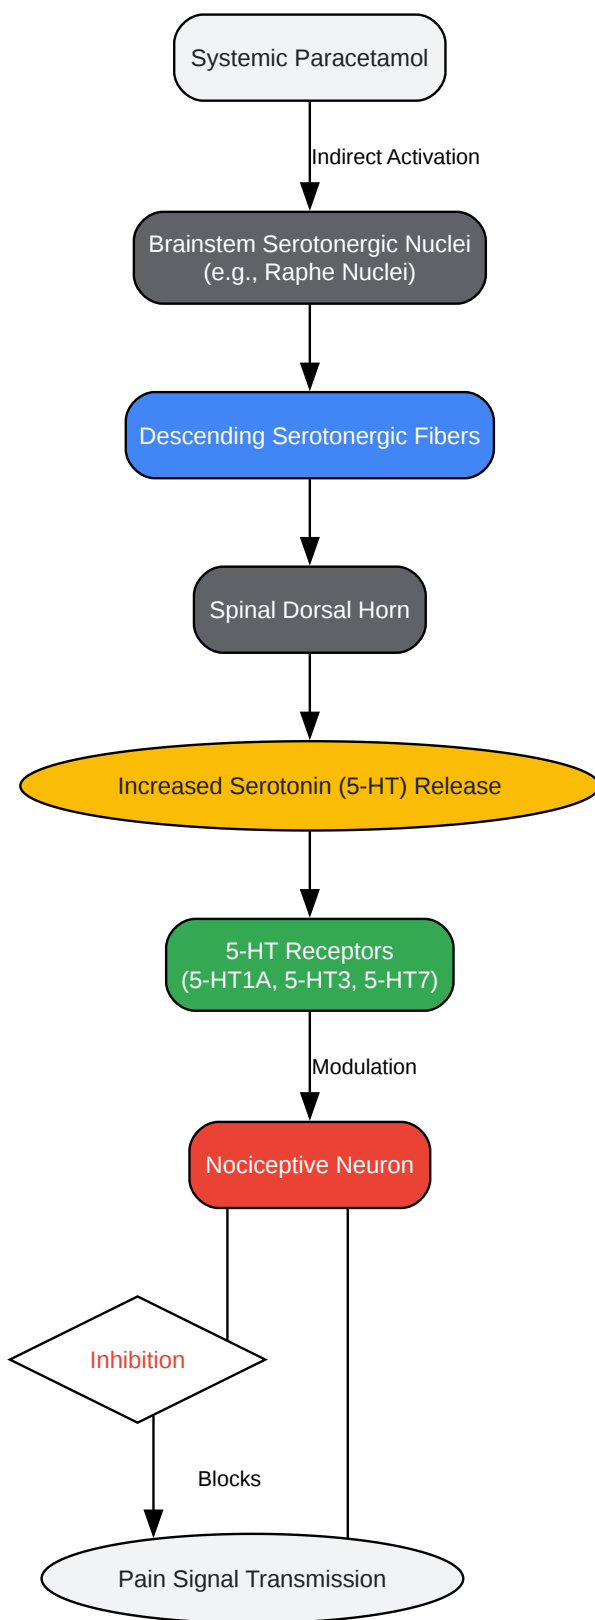 Systemic Paracetamol
Indirect Activation
Brainstem Serotonergic Nuclei
(e.g., Raphe Nuclei)
Descending Serotonergic Fibers
Spinal Dorsal Horn
Increased Serotonin (5-HT) Release
5-HT Receptors
(5-HT1A, 5-HT3, 5-HT7)
Modulation
Nociceptive Neuron
Inhibition
Blocks
Pain Signal Transmission